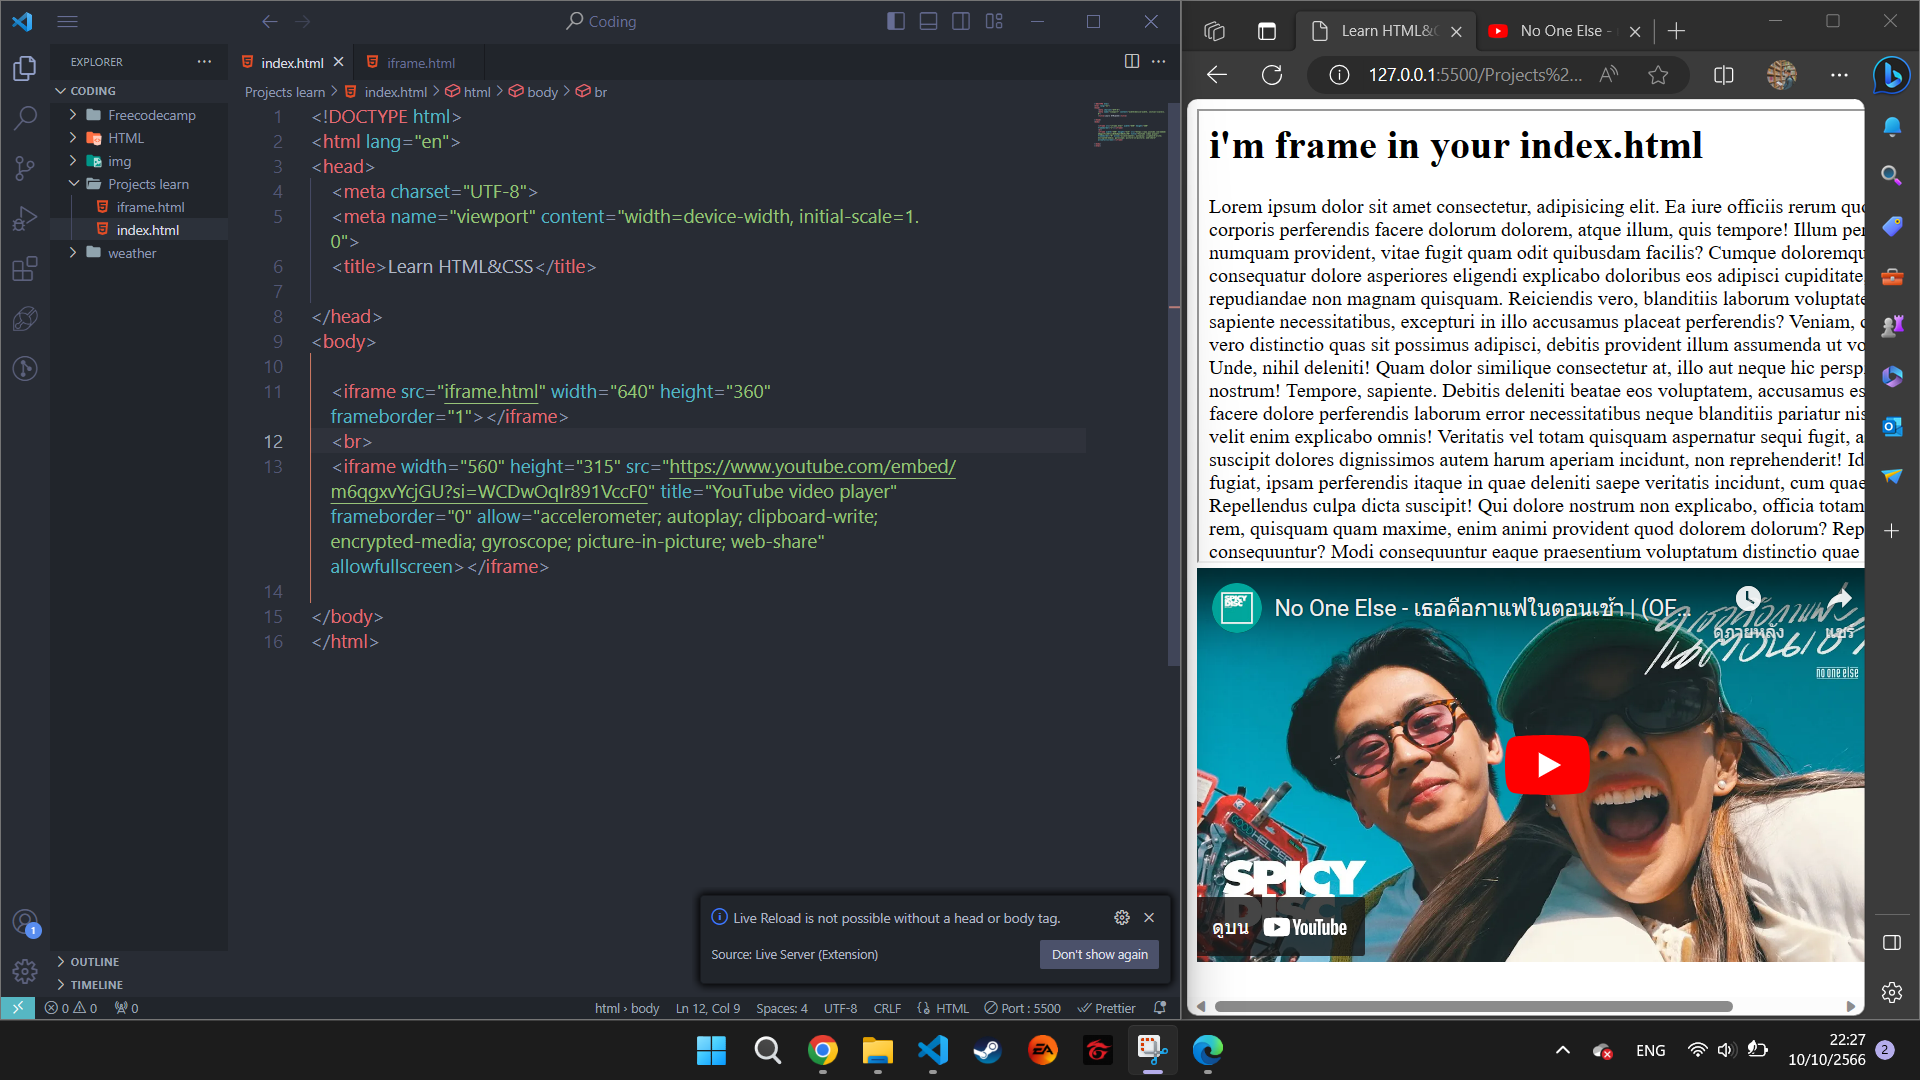 Coding
EXPLORER
CODING
Freecodecamp
HTML
img
Projects learn
iframe.html
index.html
weather
OUTLINE
TIMELINE
index.html
iframe.html
Projects learn > index.html > html > body > br
1 <!DOCTYPE html>
2 <html lang="en">
3 <head>
4 <meta charset="UTF-8">
5 <meta name="viewport" content="width=device-width, initial-scale=1.
0">
6 <title>Learn HTML&CSS</title>
7
8 </head>
9 <body>
10
11 <iframe src="iframe.html" width="640" height="360"
frameborder="1"></iframe>
12 <br>
13 <iframe width="560" height="315" src="https://www.youtube.com/embed/
m6qgxvYcjGU?si=WCDwOqIr891VccF0" title="YouTube video player"
frameborder="0" allow="accelerometer; autoplay; clipboard-write;
encrypted-media; gyroscope; picture-in-picture; web-share"
allowfullscreen></iframe>
14
15 </body>
16 </html>
Live Reload is not possible without a head or body tag.
Source: Live Server (Extension)
Don't show again
1
0 0 0
html › body
Ln 12, Col 9
Spaces: 4
UTF-8
CRLF
HTML
Port : 5500
Prettier
Learn HTML&C
No One Else -
127.0.0.1:5500/Projects%2...
i'm frame in your index.html
Lorem ipsum dolor sit amet consectetur, adipisicing elit. Ea iure officiis rerum quo
corporis perferendis facere dolorum dolorem, atque illum, quis tempore! Illum per
numquam provident, vitae fugit quam odit quibusdam facilis? Cumque doloremqu
consequatur dolore asperiores eligendi explicabo doloribus eos adipisci cupiditate,
repudiandae non magnam quisquam. Reiciendis vero, blanditiis laborum voluptate
sapiente necessitatibus, excepturi in illo accusamus placeat perferendis? Veniam,
vero distinctio quas sit possimus adipisci, debitis provident illum assumenda ut vo
Unde, nihil deleniti! Quam dolor similique consectetur at, illo aut neque hic persp
nostrum! Tempore, sapiente. Debitis deleniti beatae eos voluptatem, accusamus es
facere dolore perferendis laborum error necessitatibus neque blanditiis pariatur nis
velit enim explicabo omnis! Veritatis vel totam quisquam aspernatur sequi fugit, a
suscipit dolores dignissimos autem harum aperiam incidunt, non reprehenderit! Id
fugiat, ipsam perferendis itaque in quae deleniti saepe veritatis incidunt, cum quae
Repellendus culpa dicta suscipit! Qui dolore nostrum non explicabo, officia totam
rem, quisquam quam maxime, enim animi provident quod dolorem dolorum? Rep
consequuntur? Modi consequuntur eaque praesentium voluptatum distinctio quae
SPICY
DISC
No One Else - เธอคือกาแฟในตอนเช้า | (OF...
ดูภายหลัง
แชร์
no one else
GOOD HELPER
SPICY
DISC
ดูบน YouTube
ENG
22:27
10/10/2566
2